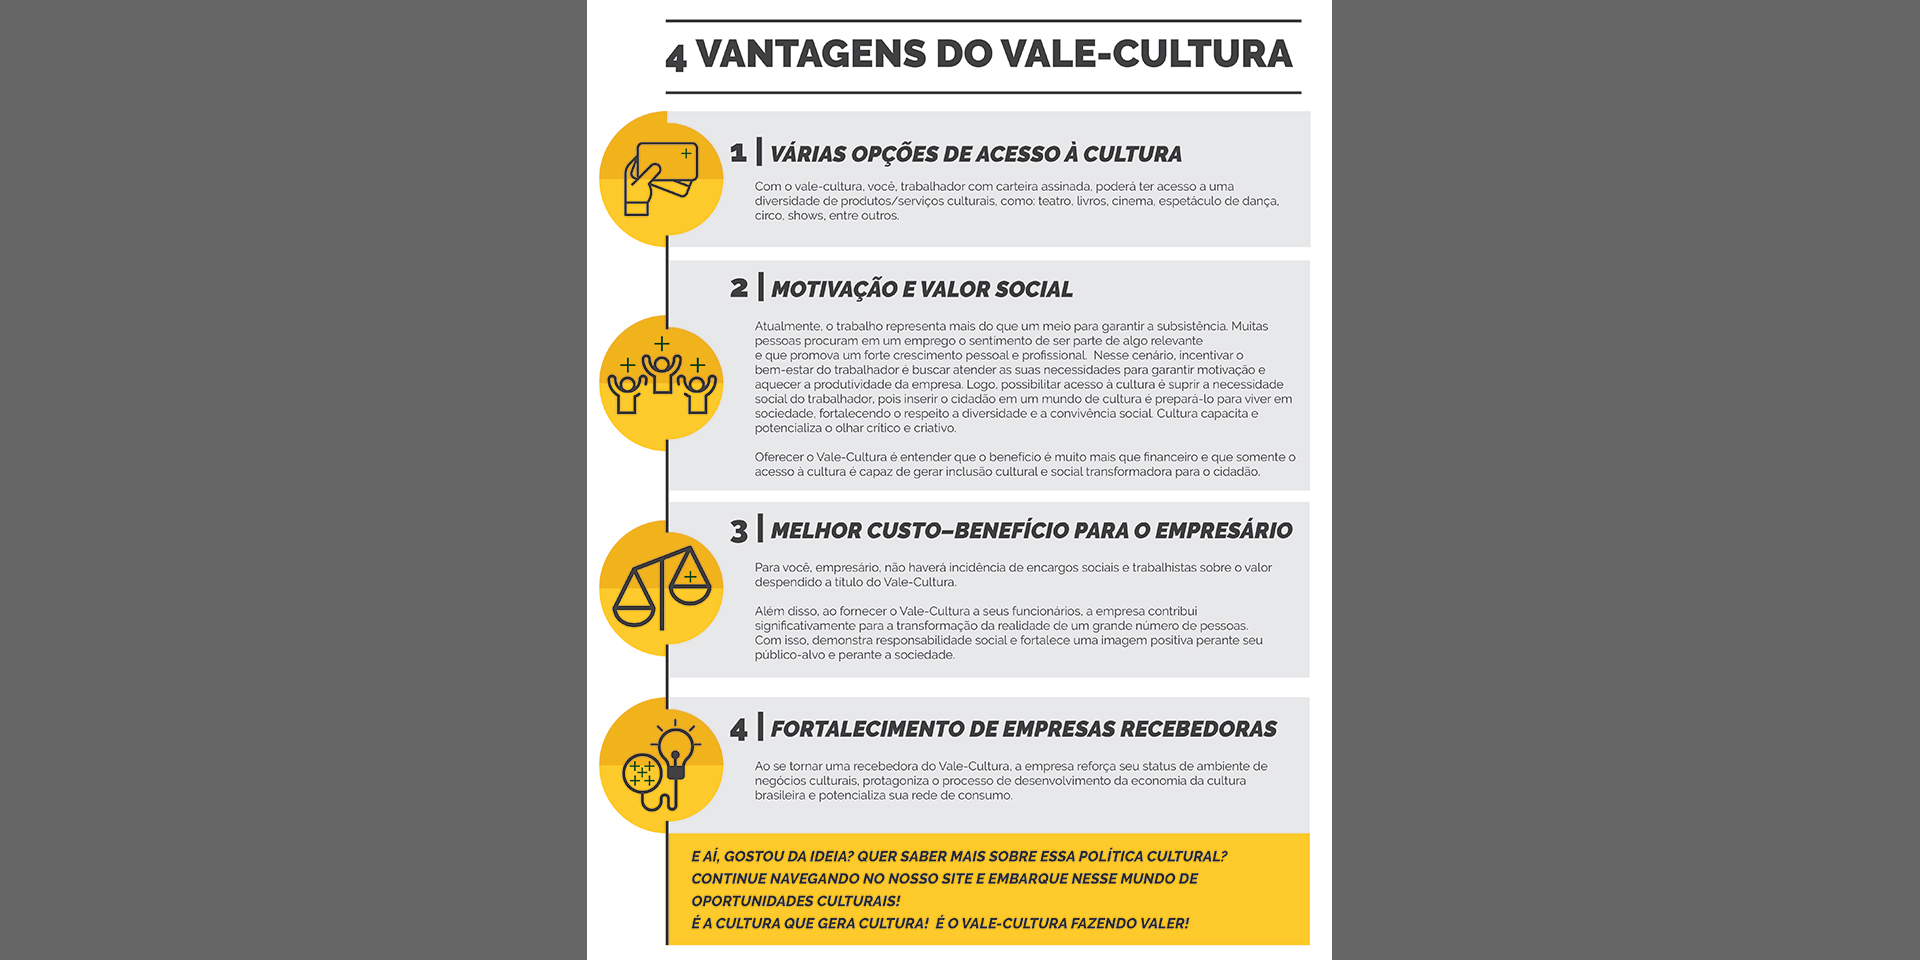 4 VANTAGENS DO VALE-CULTURA
1 | VÁRIAS OPÇÕES DE ACESSO À CULTURA
Com o vale-cultura, você, trabalhador com carteira assinada, poderá ter acesso a uma
diversidade de produtos/serviços culturais, como: teatro, livros, cinema, espetáculo de dança,
circo, shows, entre outros.
2 | MOTIVAÇÃO E VALOR SOCIAL
Atualmente, o trabalho representa mais do que um meio para garantir a subsistência. Muitas
pessoas procuram em um emprego o sentimento de ser parte de algo relevante
e que promova um forte crescimento pessoal e profissional. Nesse cenário, incentivar o
bem-estar do trabalhador é buscar atender as suas necessidades para garantir motivação e
aquecer a produtividade da empresa. Logo, possibilitar acesso à cultura é suprir a necessidade
social do trabalhador, pois inserir o cidadão em um mundo de cultura é prepará-lo para viver em
sociedade, fortalecendo o respeito a diversidade e a convivência social. Cultura capacita e
potencializa o olhar crítico e criativo.
Oferecer o Vale-Cultura é entender que o benefício é muito mais que financeiro e que somente o
acesso à cultura é capaz de gerar inclusão cultural e social transformadora para o cidadão.
3 | MELHOR CUSTO–BENEFÍCIO PARA O EMPRESÁRIO
Para você, empresário, não haverá incidência de encargos sociais e trabalhistas sobre o valor
despendido a título do Vale-Cultura.
Além disso, ao fornecer o Vale-Cultura a seus funcionários, a empresa contribui
significativamente para a transformação da realidade de um grande número de pessoas.
Com isso, demonstra responsabilidade social e fortalece uma imagem positiva perante seu
público-alvo e perante a sociedade.
4 | FORTALECIMENTO DE EMPRESAS RECEBEDORAS
Ao se tornar uma recebedora do Vale-Cultura, a empresa reforça seu status de ambiente de
negócios culturais, protagoniza o processo de desenvolvimento da economia da cultura
brasileira e potencializa sua rede de consumo.
E AÍ, GOSTOU DA IDEIA? QUER SABER MAIS SOBRE ESSA POLÍTICA CULTURAL?
CONTINUE NAVEGANDO NO NOSSO SITE E EMBARQUE NESSE MUNDO DE
OPORTUNIDADES CULTURAIS!
É A CULTURA QUE GERA CULTURA! É O VALE-CULTURA FAZENDO VALER!